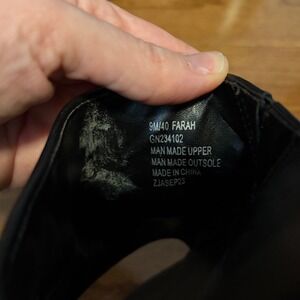 9M/40 FARAH
GN234102
MAN MADE UPPER
MAN MADE OUTSOLE
MADE IN CHINA
ZJASEP23